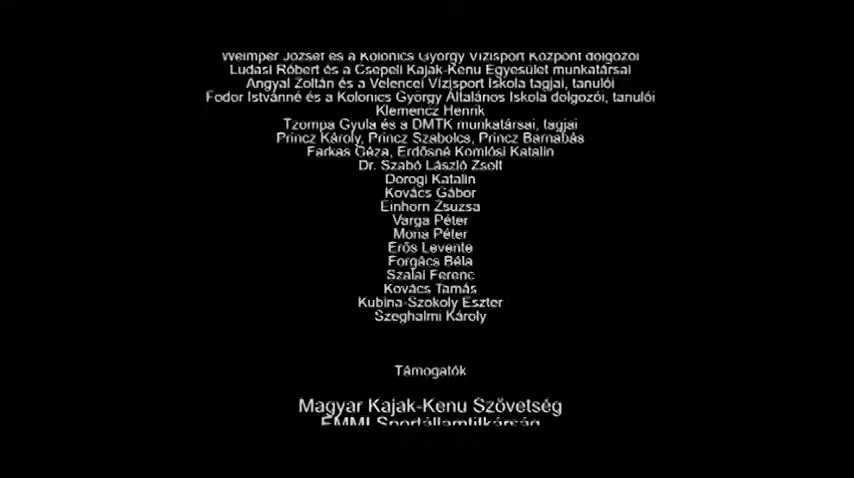 Weimper József és a Kolonics György Vízisport Központ dolgozói
Ludasi Róbert és a Csepeli Kajak-Kenu Egyesület munkatársai
Angyal Zoltán és a Velencei Vízisport Iskola tagjai, tanulói
Fodor Istvánné és a Kolonics György Általános Iskola dolgozói, tanulói
Klemencz Henrik
Tzompa Gyula és a DMTK munkatársai, tagjai
Princz Károly, Princz Szabolcs, Princz Barnabás
Farkas Géza, Erdősné Komlósi Katalin
Dr. Szabó László Zsolt
Dorogi Katalin
Kovács Gábor
Einhorn Zsuzsa
Varga Péter
Móna Péter
Erős Levente
Forgács Béla
Szalai Ferenc
Kovács Tamás
Kubina-Szokoly Eszter
Szeghalmi Károly
Támogatók
Magyar Kajak-Kenu Szövetség
EMMI Sportállamtitkárság